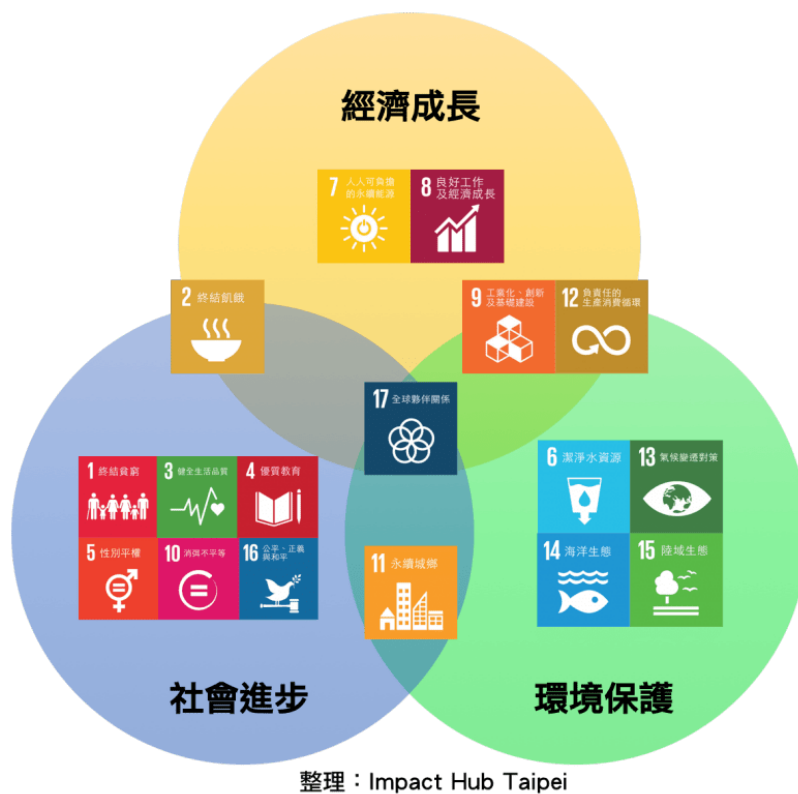 經濟成長
7 人人可負擔
的永續能源
8 良好工作
及經濟成長
2 終結飢餓
9 工業化、創新
及基礎建設
12 負責任的
生產消費循環
17 全球夥伴關係
1 終結貧窮
3 健全生活品質
4 優質教育
5 性別平權
10 消弭不平等
16 公平、正義
與和平
6 潔淨水資源
13 氣候變遷對策
14 海洋生態
15 陸域生態
11 永續城鄉
社會進步
環境保護
整理：Impact Hub Taipei